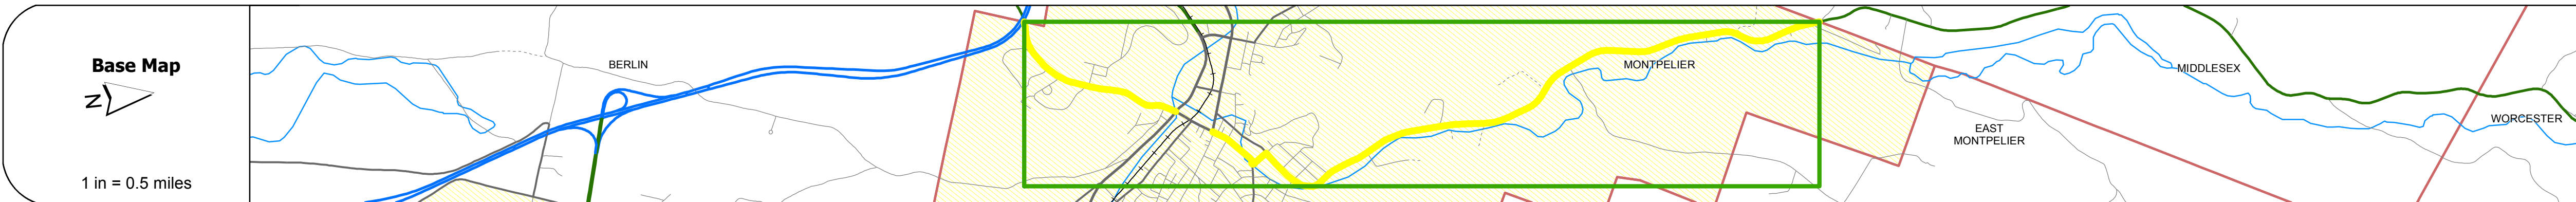 Base Map
N
1 in = 0.5 miles
BERLIN
MONTPELIER
EAST
MONTPELIER
MIDDLESEX
WORCESTER